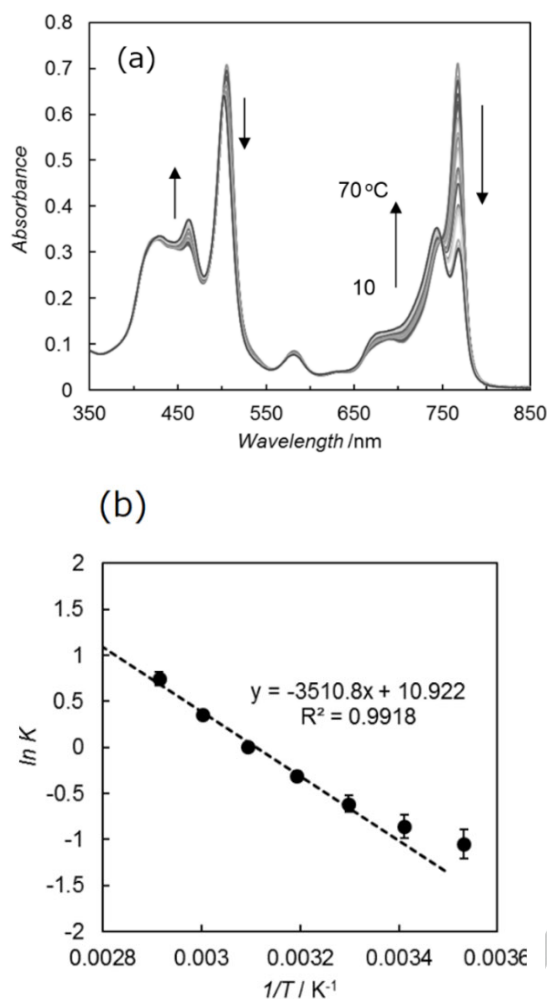 (a)
0.8
0.7
0.6
0.5
0.4
0.3
0.2
0.1
0
Absorbance
70 °C
10
350 450 550 650 750 850
Wavelength /nm
(b)
2
1.5
1
0.5
0
-0.5
-1
-1.5
-2
ln K
y = -3510.8x + 10.922
R² = 0.9918
0.0028 0.003 0.0032 0.0034 0.0036
1/T / K⁻¹